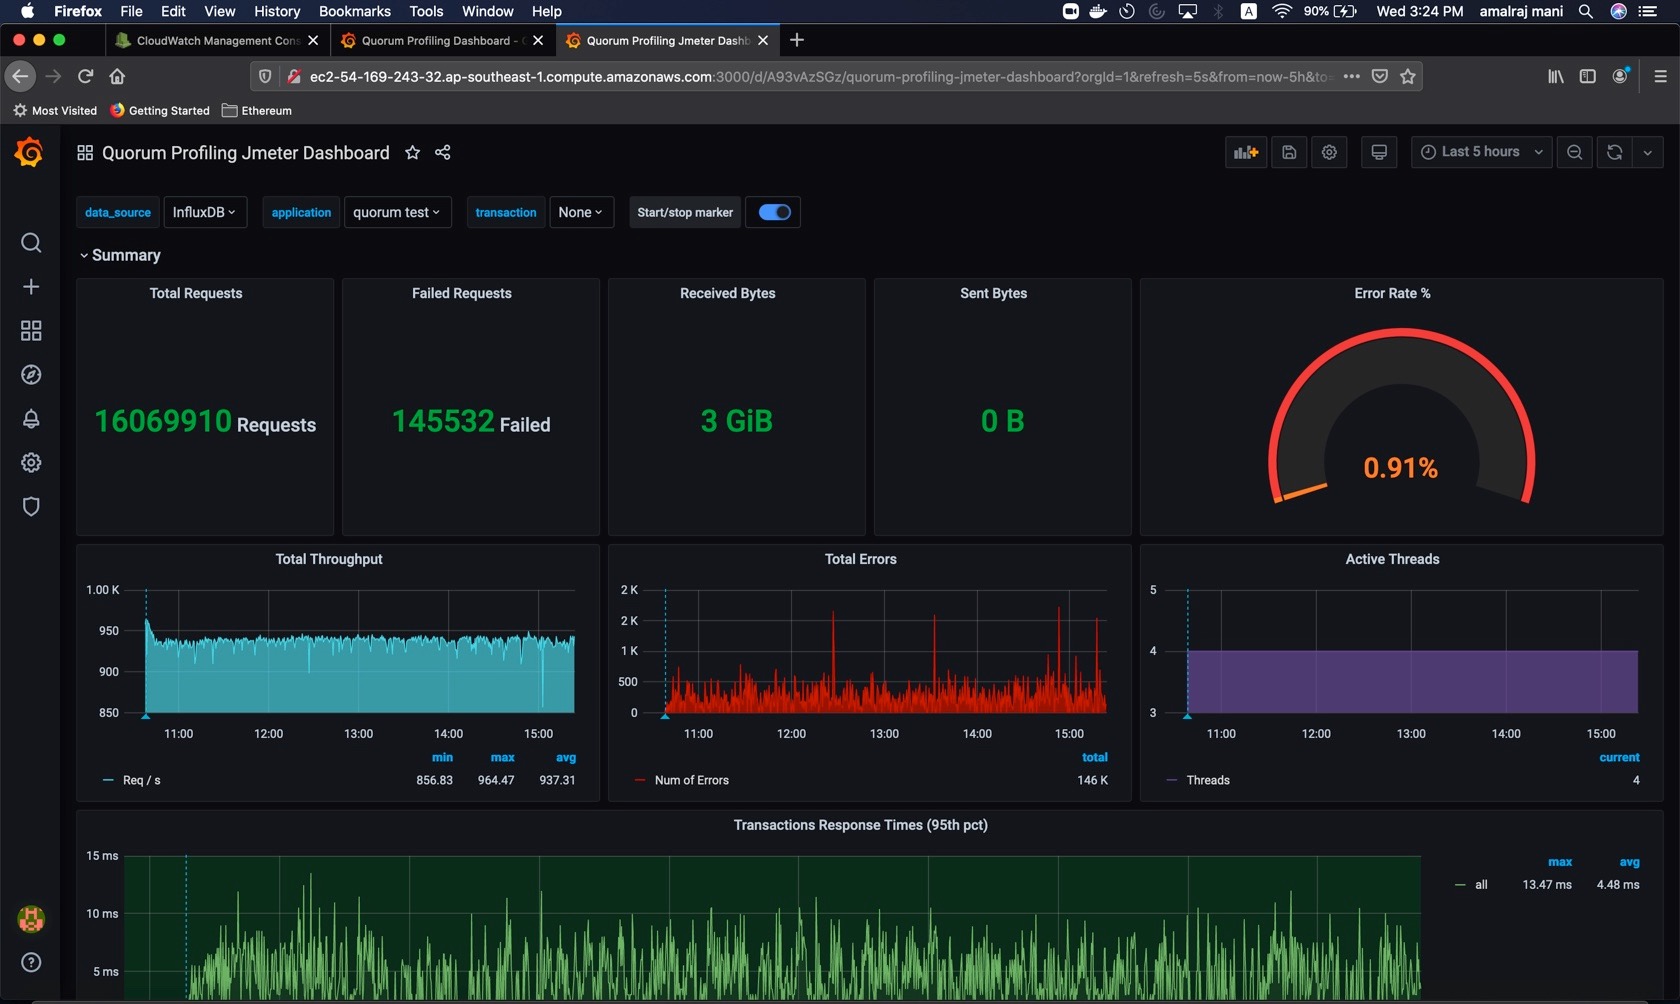 Firefox File Edit View History Bookmarks Tools Window Help A 90% Wed 3:24 PM amalraj mani
CloudWatch Management Cons
Quorum Profiling Dashboard -
Quorum Profiling Jmeter Dashb
ec2-54-169-243-32.ap-southeast-1.compute.amazonaws.com:3000/d/A93vAzSGz/quorum-profiling-jmeter-dashboard?orgId=1&refresh=5s&from=now-5h&to=
Most Visited Getting Started Ethereum
Quorum Profiling Jmeter Dashboard
Last 5 hours
data_source InfluxDB application quorum test transaction None Start/stop marker
Summary
Total Requests
16069910 Requests
Failed Requests
145532 Failed
Received Bytes
3 GiB
Sent Bytes
0 B
Error Rate %
0.91%
Total Throughput
1.00 K
950
900
850
11:00 12:00 13:00 14:00 15:00
min max avg
Req / s 856.83 964.47 937.31
Total Errors
2 K
2 K
1 K
500
0
11:00 12:00 13:00 14:00 15:00
total
Num of Errors 146 K
Active Threads
5
4
3
11:00 12:00 13:00 14:00 15:00
current
Threads 4
Transactions Response Times (95th pct)
15 ms
10 ms
5 ms
max avg
all 13.47 ms 4.48 ms